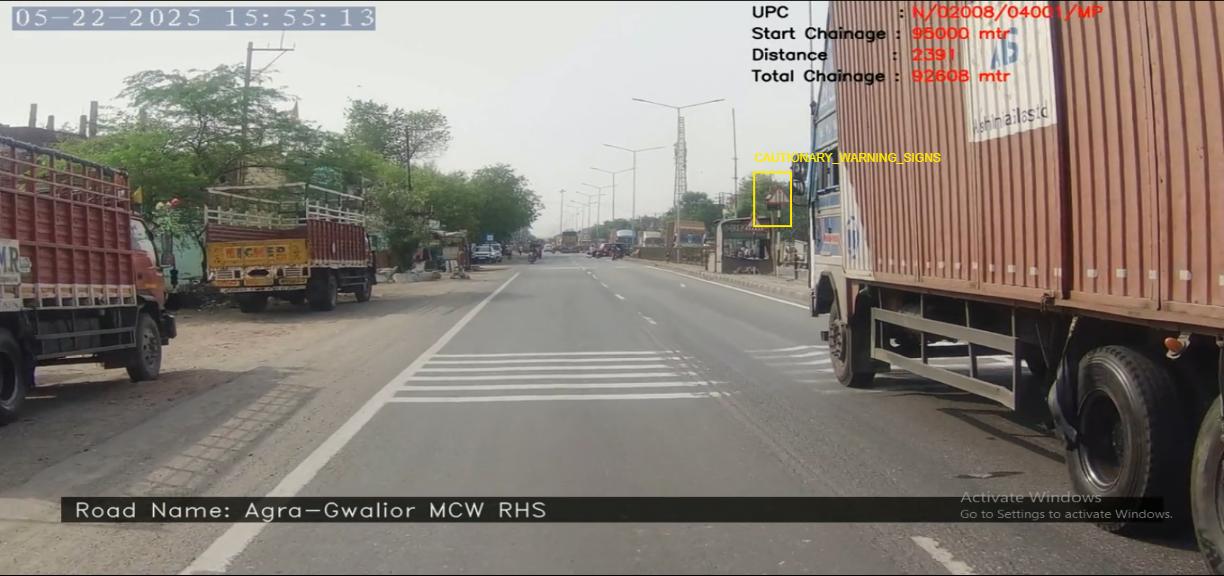 05-22-2025 15:55:13
UPC : N/02008/04001/MP
Start Chainage : 95000 mtr
Distance : 2391
Total Chainage : 92608 mtr
CAUTIONARY_WARNING_SIGNS
EICHER
Road Name: Agra-Gwalior MCW RHS
Activate Windows
Go to Settings to activate Windows.